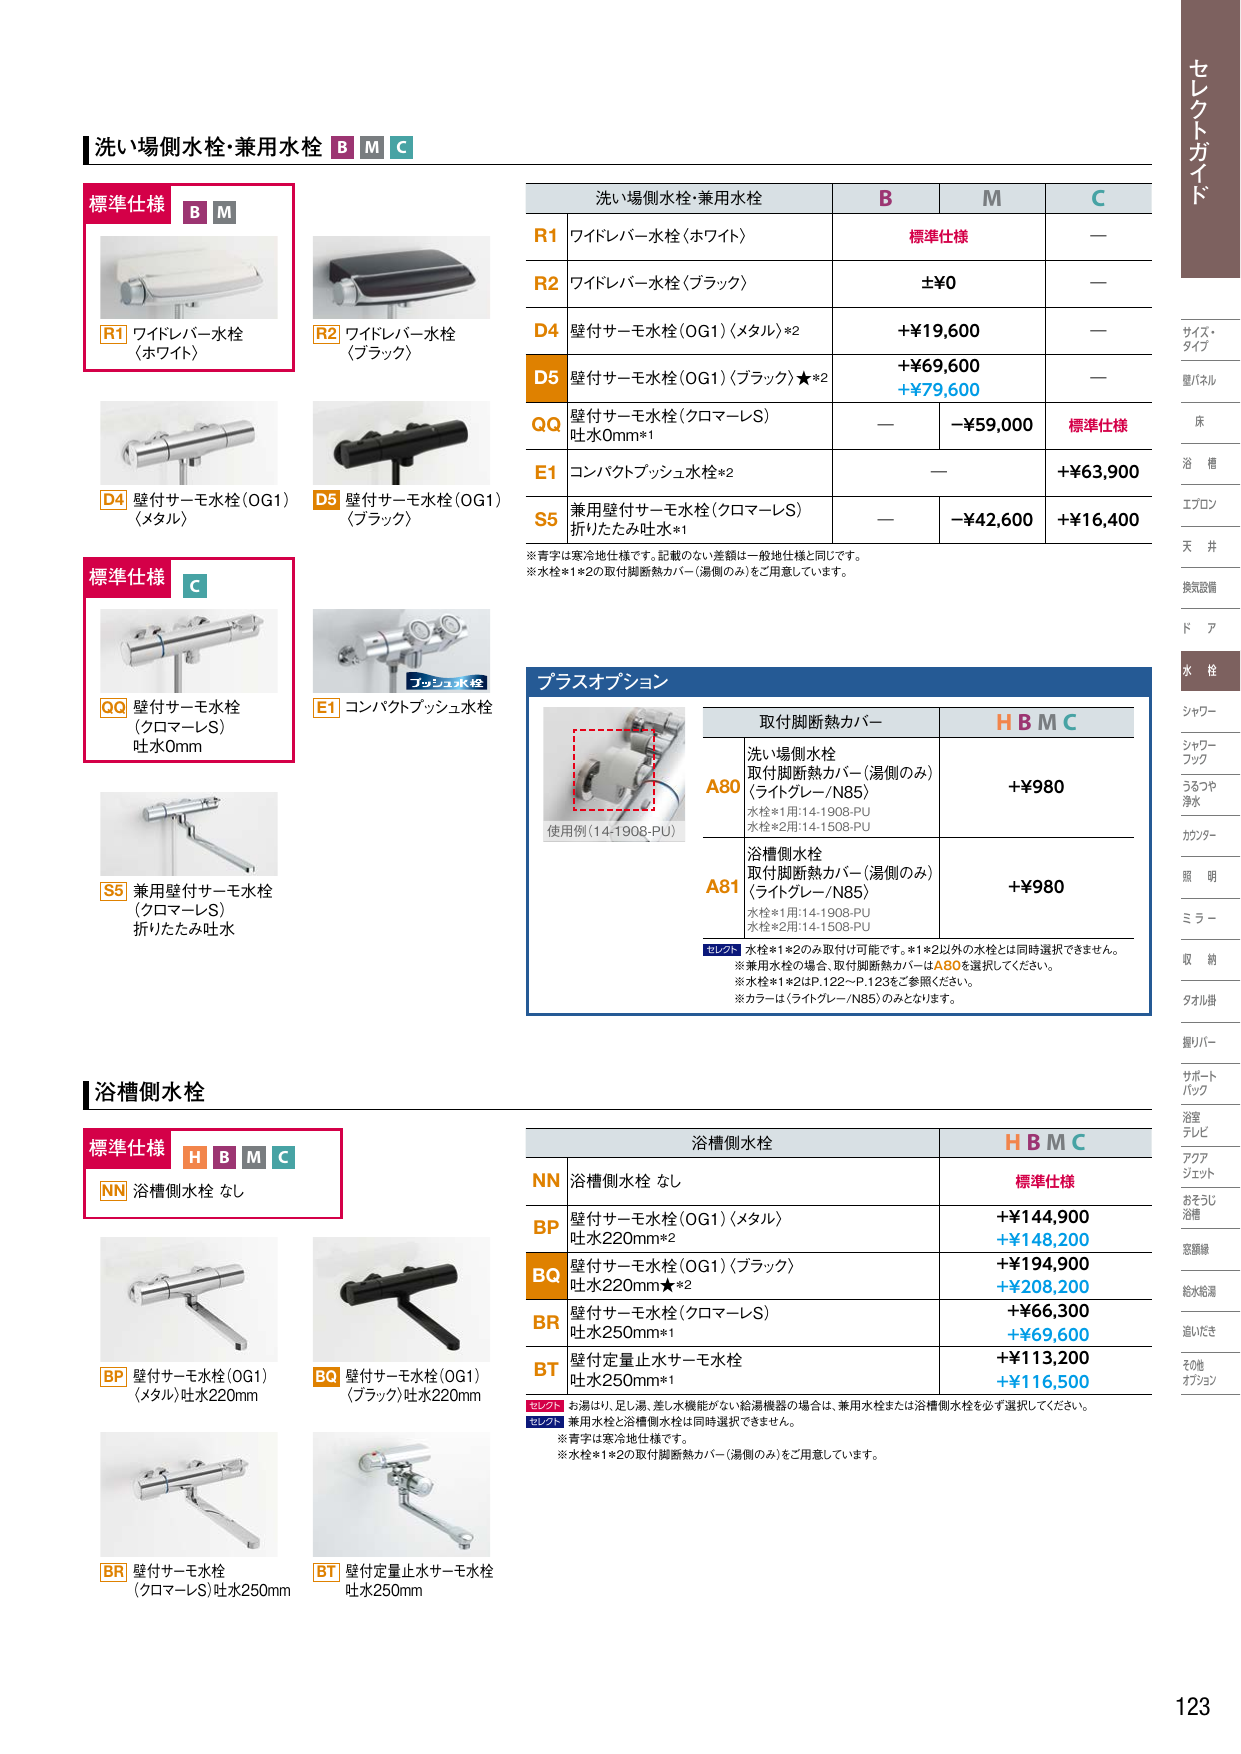 洗い場側水栓・兼用水栓 B M C
標準仕様 B M
R1 ワイドレバー水栓
〈ホワイト〉
R2 ワイドレバー水栓
〈ブラック〉
D4 壁付サーモ水栓（OG1）
〈メタル〉
D5 壁付サーモ水栓（OG1）
〈ブラック〉
標準仕様 C
QQ 壁付サーモ水栓
（クロマーレS）
吐水0mm
プッシュ水栓
E1 コンパクトプッシュ水栓
S5 兼用壁付サーモ水栓
（クロマーレS）
折りたたみ吐水
洗い場側水栓・兼用水栓 B M C
R1 ワイドレバー水栓〈ホワイト〉 標準仕様 —
R2 ワイドレバー水栓〈ブラック〉 ±¥0 —
D4 壁付サーモ水栓（OG1）〈メタル〉*2 +¥19,600 —
D5 壁付サーモ水栓（OG1）〈ブラック〉★*2 +¥69,600 —
+¥79,600
QQ 壁付サーモ水栓（クロマーレS） — −¥59,000 標準仕様
吐水0mm*1
E1 コンパクトプッシュ水栓*2 — +¥63,900
S5 兼用壁付サーモ水栓（クロマーレS） — −¥42,600 +¥16,400
折りたたみ吐水*1
※青字は寒冷地仕様です。記載のない差額は一般地仕様と同じです。
※水栓*1*2の取付脚断熱カバー（湯側のみ）をご用意しています。
プラスオプション
使用例（14-1908-PU）
取付脚断熱カバー H B M C
A80 洗い場側水栓
取付脚断熱カバー（湯側のみ）
〈ライトグレー/N85〉 +¥980
水栓*1用:14-1908-PU
水栓*2用:14-1508-PU
A81 浴槽側水栓
取付脚断熱カバー（湯側のみ）
〈ライトグレー/N85〉 +¥980
水栓*1用:14-1908-PU
水栓*2用:14-1508-PU
セレクト 水栓*1*2のみ取付け可能です。*1*2以外の水栓とは同時選択できません。
※兼用水栓の場合、取付脚断熱カバーはA80を選択してください。
※水栓*1*2はP.122〜P.123をご参照ください。
※カラーは〈ライトグレー/N85〉のみとなります。
浴槽側水栓
標準仕様 H B M C
NN 浴槽側水栓 なし
BP 壁付サーモ水栓（OG1）
〈メタル〉吐水220mm
BQ 壁付サーモ水栓（OG1）
〈ブラック〉吐水220mm
BR 壁付サーモ水栓
（クロマーレS）吐水250mm
BT 壁付定量止水サーモ水栓
吐水250mm
浴槽側水栓 H B M C
NN 浴槽側水栓 なし 標準仕様
BP 壁付サーモ水栓（OG1）〈メタル〉 +¥144,900
吐水220mm*2 +¥148,200
BQ 壁付サーモ水栓（OG1）〈ブラック〉 +¥194,900
吐水220mm★*2 +¥208,200
BR 壁付サーモ水栓（クロマーレS） +¥66,300
吐水250mm*1 +¥69,600
BT 壁付定量止水サーモ水栓 +¥113,200
吐水250mm*1 +¥116,500
セレクト お湯はり、足し湯、差し水機能がない給湯機器の場合は、兼用水栓または浴槽側水栓を必ず選択してください。
セレクト 兼用水栓と浴槽側水栓は同時選択できません。
※青字は寒冷地仕様です。
※水栓*1*2の取付脚断熱カバー（湯側のみ）をご用意しています。
セレクトガイド
サイズ・
タイプ
壁パネル
床
浴 槽
エプロン
天 井
換気設備
ド ア
水 栓
シャワー
シャワー
フック
うるつや
浄水
カウンター
照 明
ミラー
収 納
タオル掛
握りバー
サポート
パック
浴室
テレビ
アクア
ジェット
おそうじ
浴槽
窓額縁
給水給湯
追いだき
その他
オプション
123